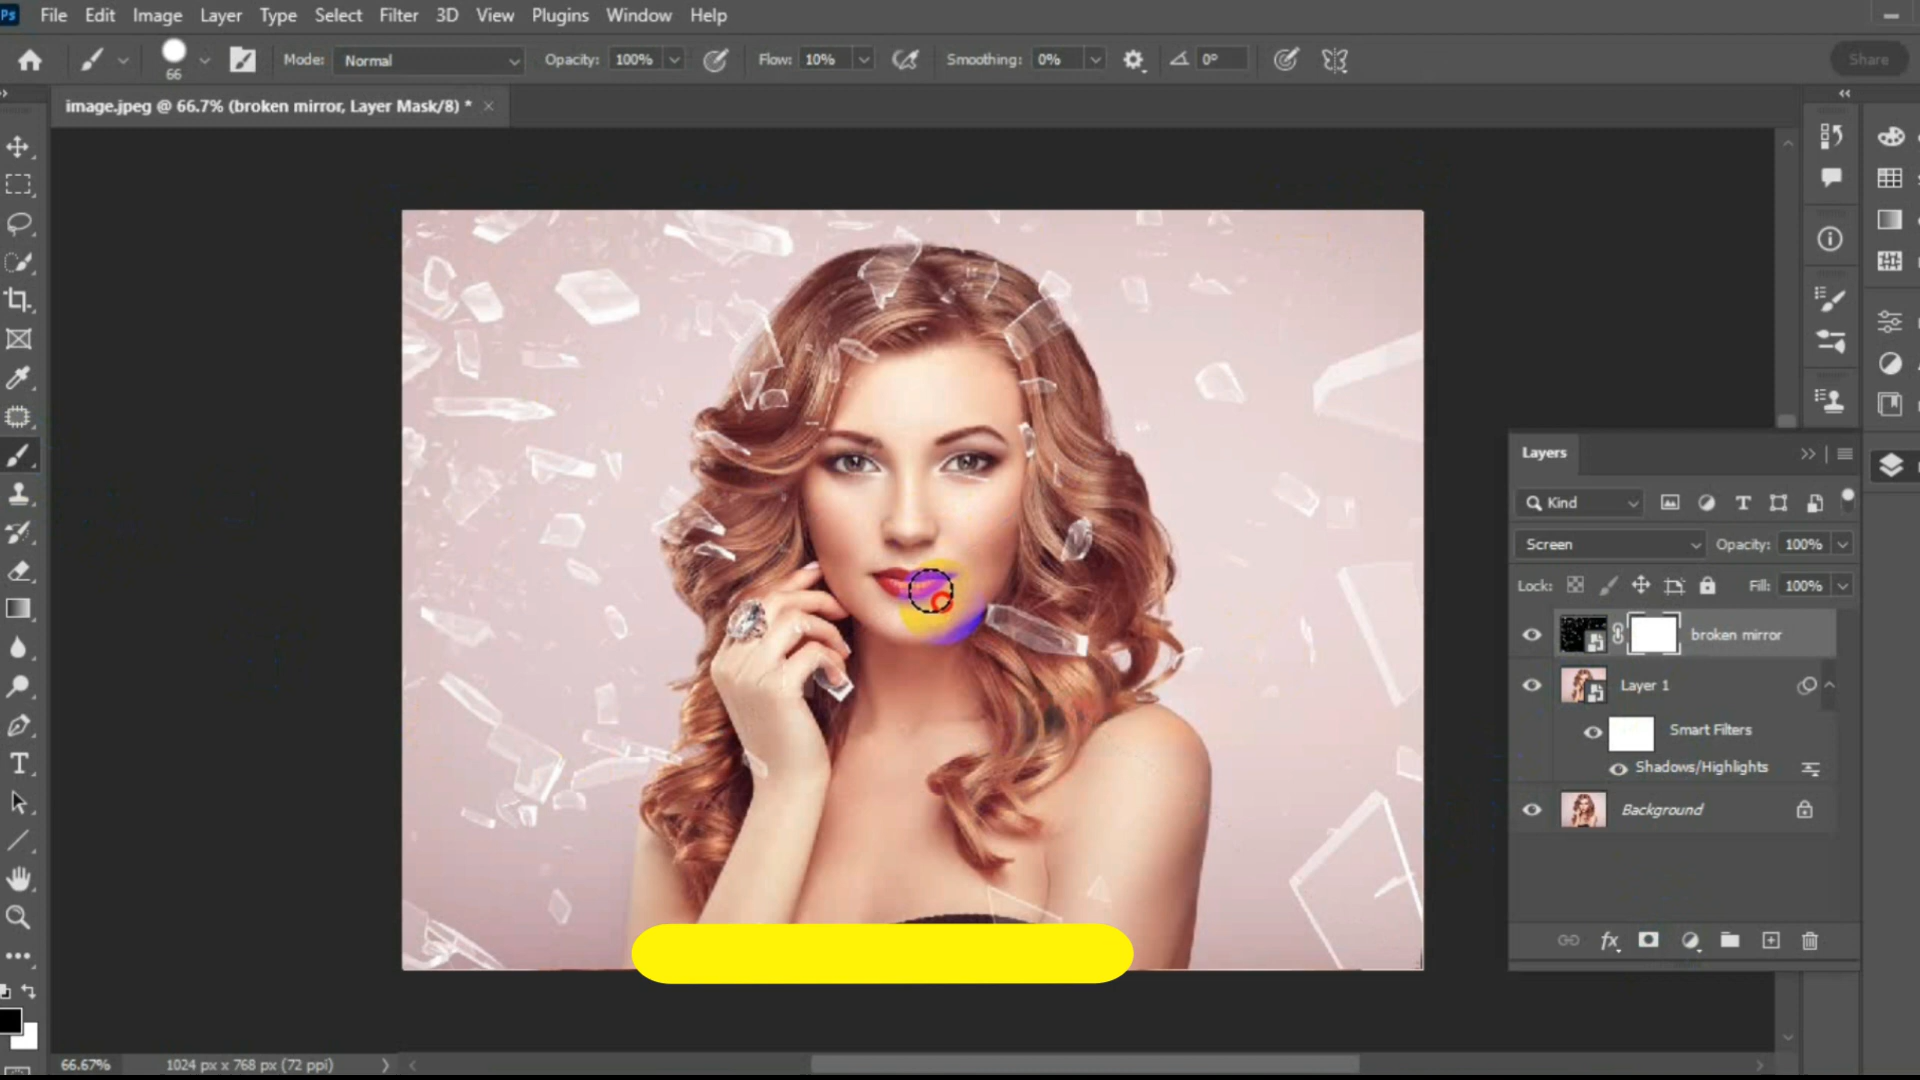 Ps File Edit Image Layer Type Select Filter 3D View Plugins Window Help
66 Mode: Normal Opacity: 100% Flow: 10% Smoothing: 0% 0° Share
image.jpeg @ 66.7% (broken mirror, Layer Mask/8) * ×
Layers
Kind
Screen Opacity: 100%
Lock: Fill: 100%
broken mirror
Layer 1
Smart Filters
Shadows/Highlights
Background
fx
66.67% 1024 px x 768 px (72 ppi)